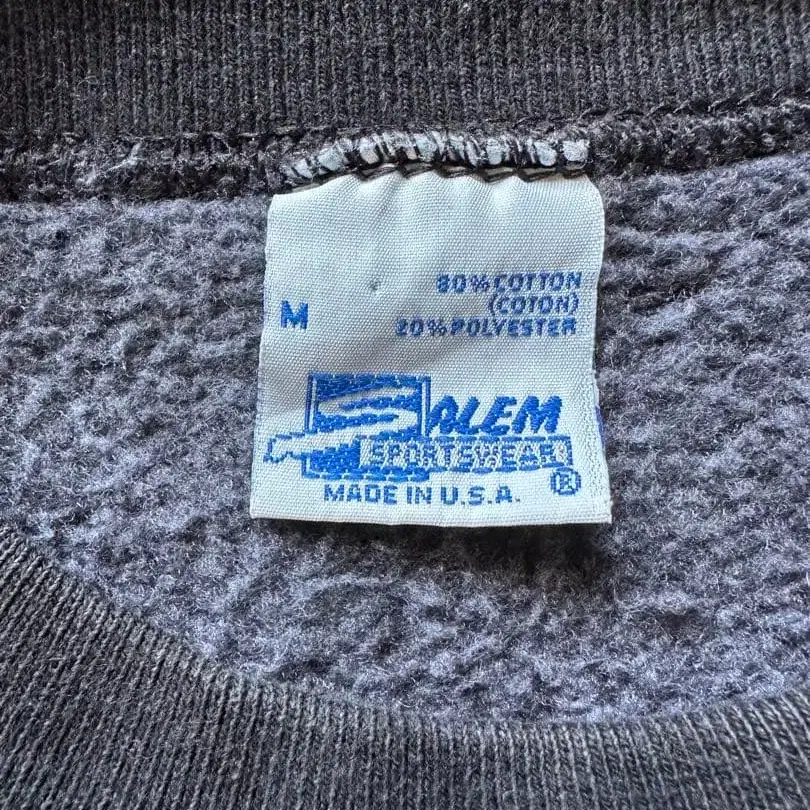 M
80% COTTON
(COTON)
20% POLYESTER
SALEM
SPORTSWEAR
®
MADE IN U.S.A.